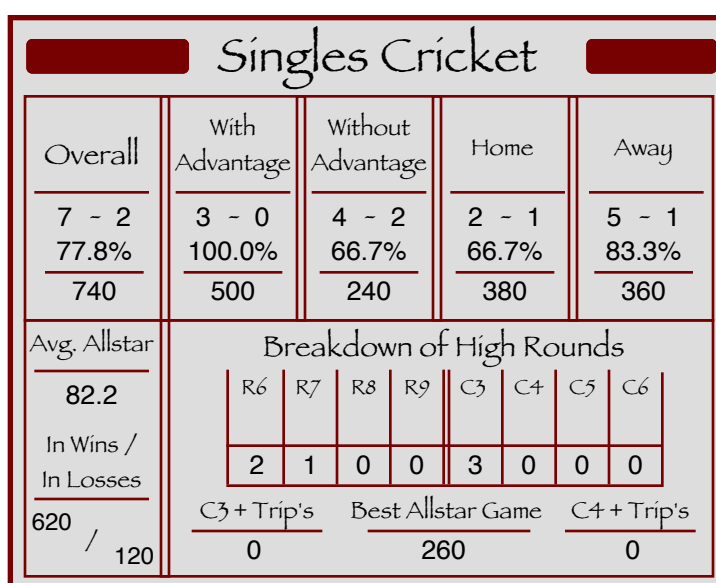 Singles Cricket
Overall
With
Advantage
Without
Advantage
Home
Away
7 ~ 2
3 ~ 0
4 ~ 2
2 ~ 1
5 ~ 1
77.8%
100.0%
66.7%
66.7%
83.3%
740
500
240
380
360
Avg. Allstar
82.2
In Wins /
In Losses
620 / 120
Breakdown of High Rounds
R6 R7 R8 R9 C3 C4 C5 C6
2 1 0 0 3 0 0 0
C3 + Trip's
Best Allstar Game
C4 + Trip's
0
260
0